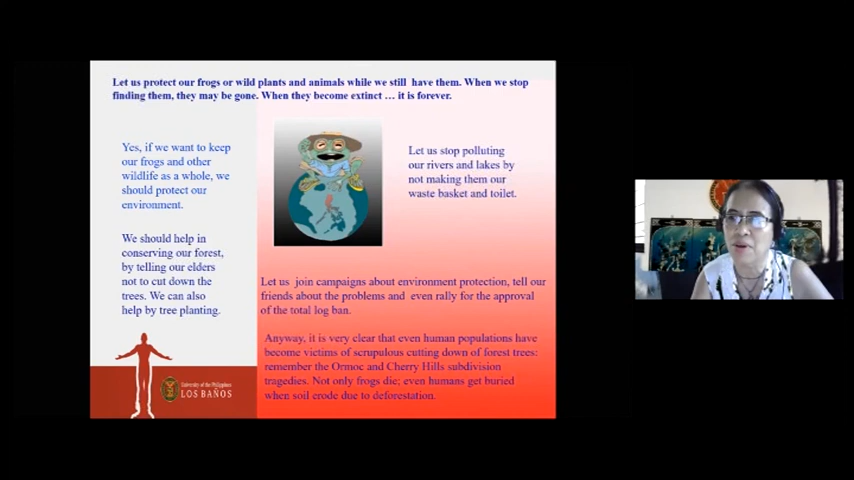 Let us protect our frogs or wild plants and animals while we still have them. When we stop
finding them, they may be gone. When they become extinct … it is forever.
Yes, if we want to keep
our frogs and other
wildlife as a whole, we
should protect our
environment.
We should help in
conserving our forest,
by telling our elders
not to cut down the
trees. We can also
help by tree planting.
Let us stop polluting
our rivers and lakes by
not making them our
waste basket and toilet.
Let us join campaigns about environment protection, tell our
friends about the problems and even rally for the approval
of the total log ban.
Anyway, it is very clear that even human populations have
become victims of scrupulous cutting down of forest trees:
remember the Ormoc and Cherry Hills subdivision
tragedies. Not only frogs die; even humans get buried
when soil erode due to deforestation.
University of the Philippines
LOS BAÑOS